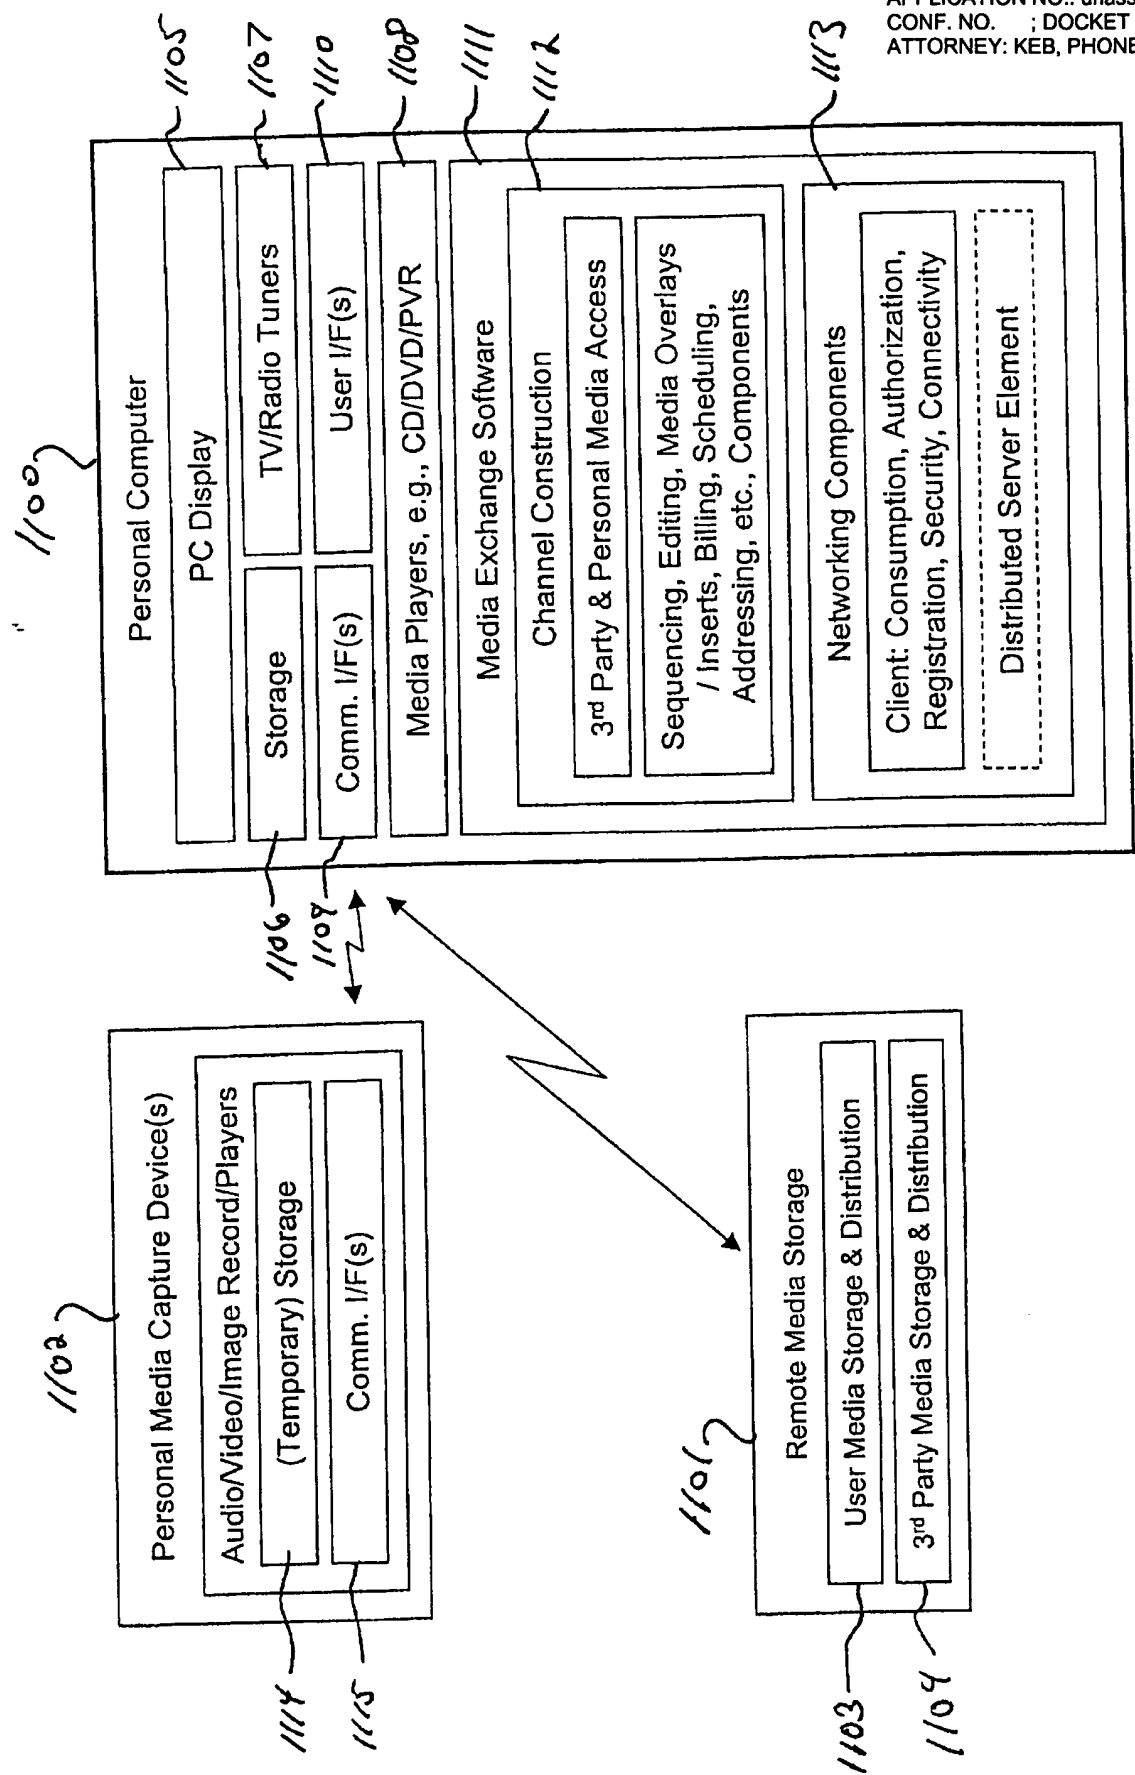 APPLICATION NO.: unass
CONF. NO. ; DOCKET
ATTORNEY: KEB, PHONE
1100
Personal Computer
PC Display
1105
Storage
TV/Radio Tuners
1106
1107
Comm. I/F(s)
User I/F(s)
1109
1110
Media Players, e.g., CD/DVD/PVR
1108
Media Exchange Software
1111
Channel Construction
1112
3rd Party & Personal Media Access
Sequencing, Editing, Media Overlays
/ Inserts, Billing, Scheduling,
Addressing, etc., Components
Networking Components
1113
Client: Consumption, Authorization,
Registration, Security, Connectivity
Distributed Server Element
1102
Personal Media Capture Device(s)
Audio/Video/Image Record/Players
(Temporary) Storage
1114
Comm. I/F(s)
1115
1101
Remote Media Storage
User Media Storage & Distribution
1103
3rd Party Media Storage & Distribution
1104